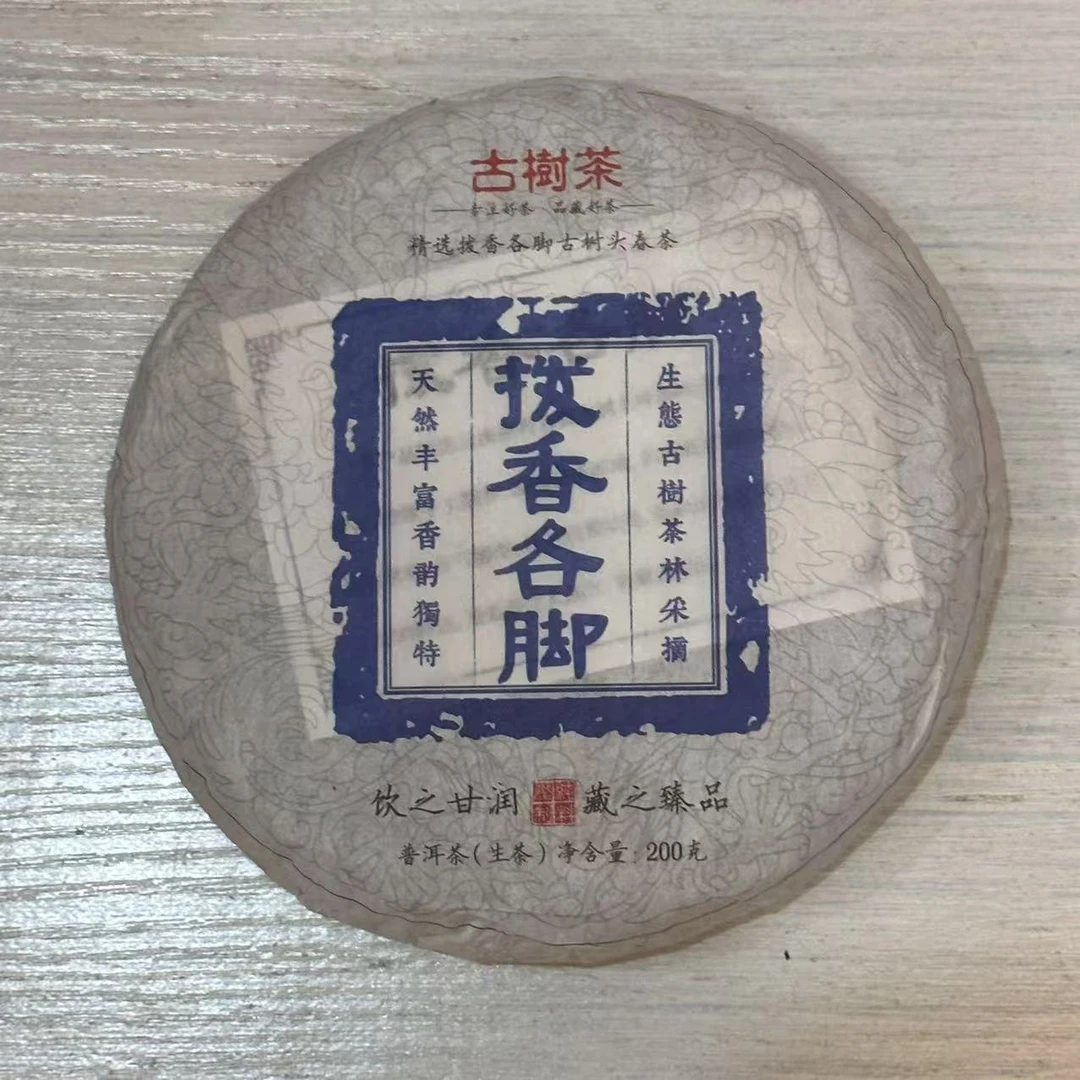 古樹茶
专注好茶 品藏好茶
精选拔香各脚古树头春茶
生態古樹茶林采摘
拔香各脚
天然丰富香韵獨特
饮之甘润 藏之臻品
普洱茶(生茶)净含量:200克